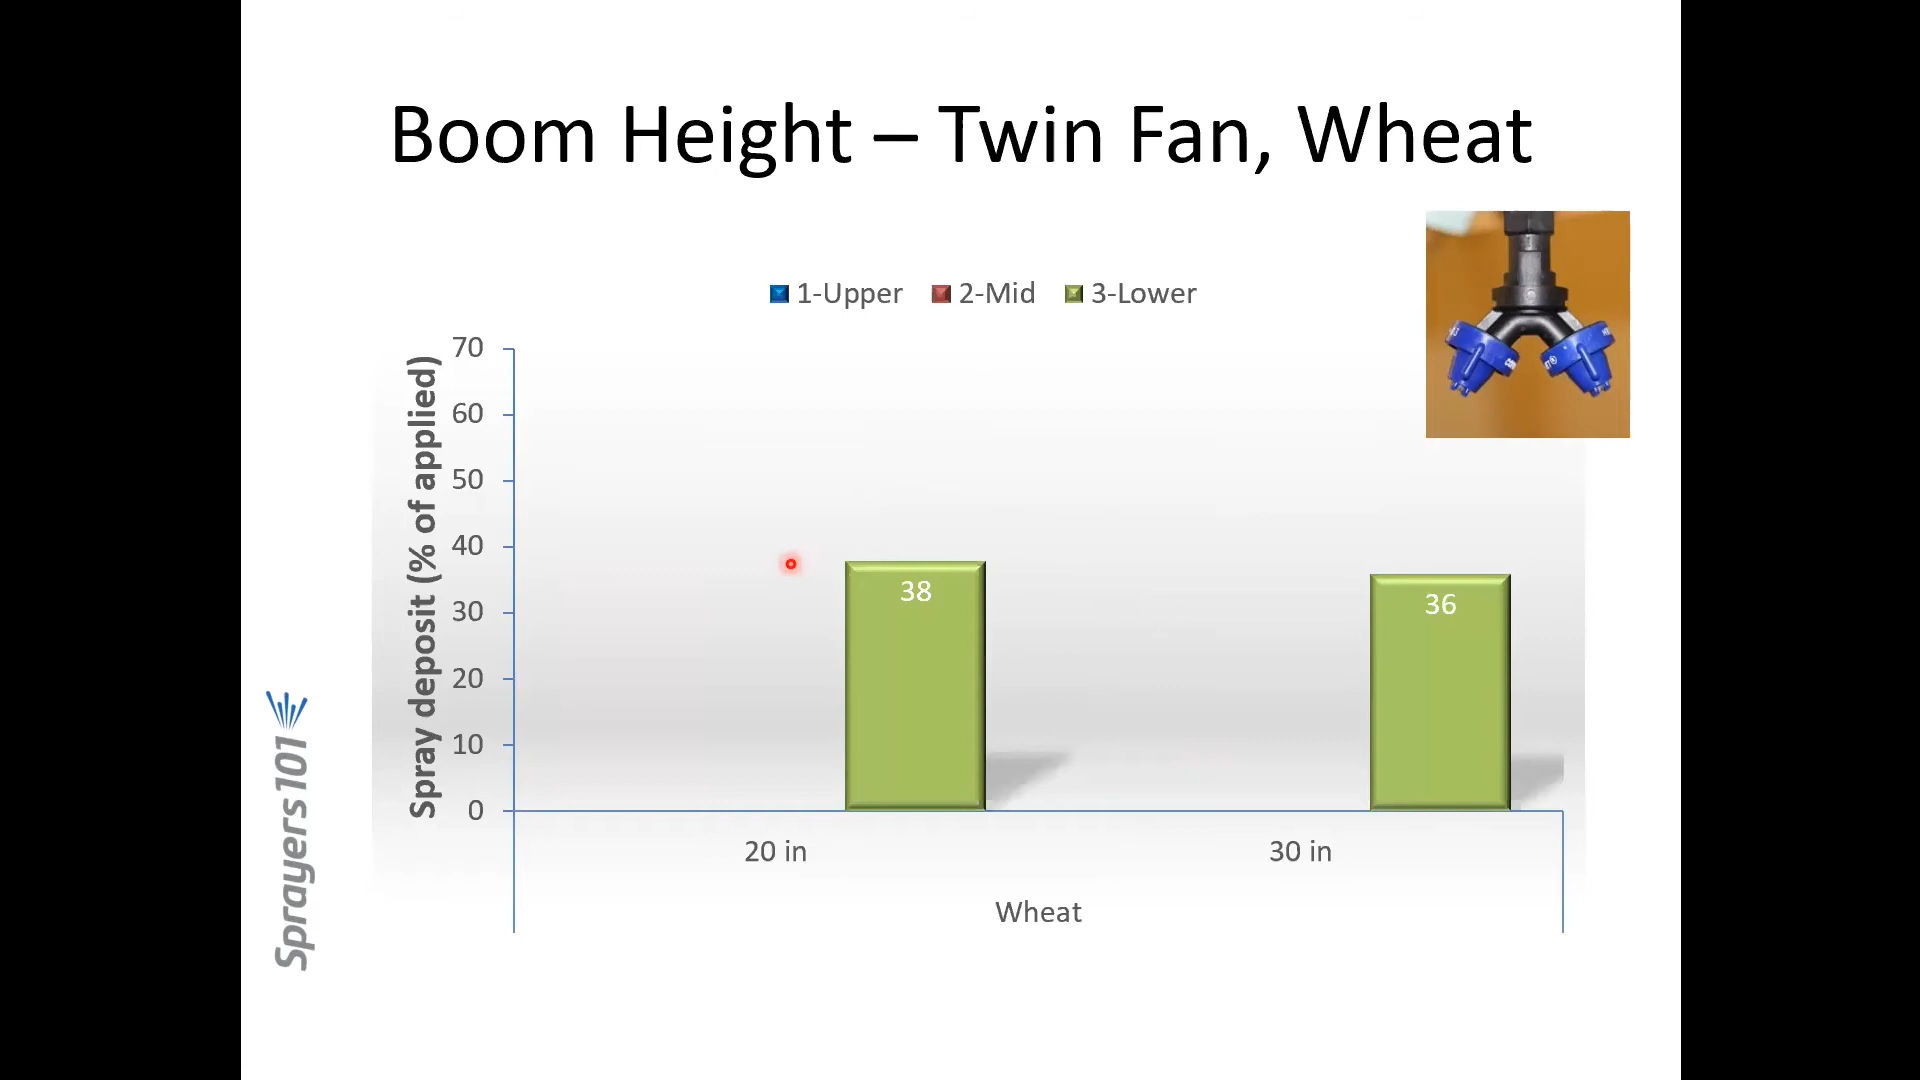 Boom Height – Twin Fan, Wheat
1-Upper 2-Mid 3-Lower
Spray deposit (% of applied)
70
60
50
40
30
20
10
0
38
36
20 in
30 in
Wheat
Sprayers101